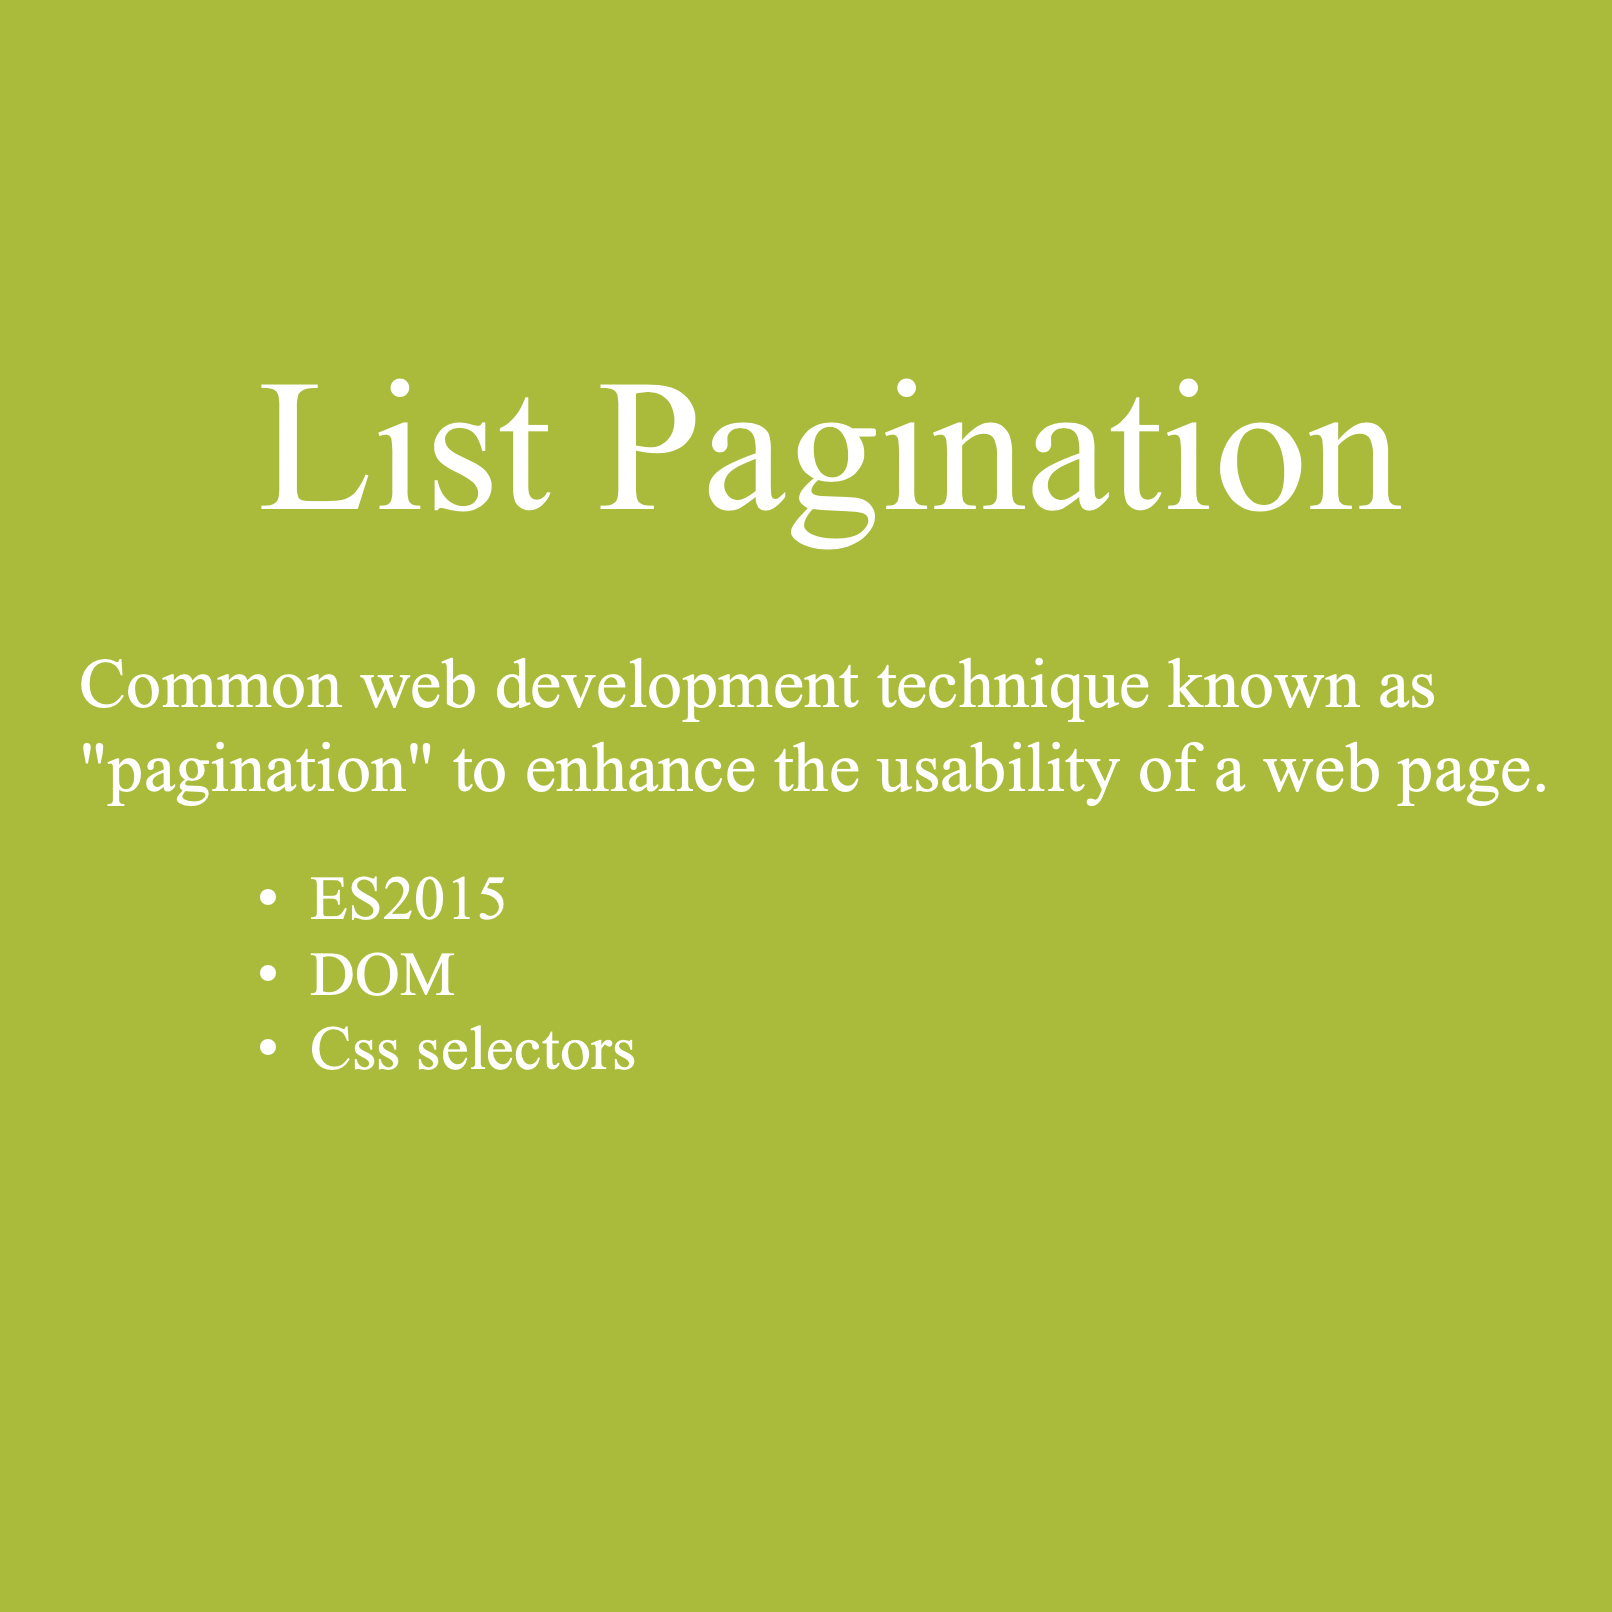 List Pagination
Common web development technique known as
"pagination" to enhance the usability of a web page.
• ES2015
• DOM
• Css selectors